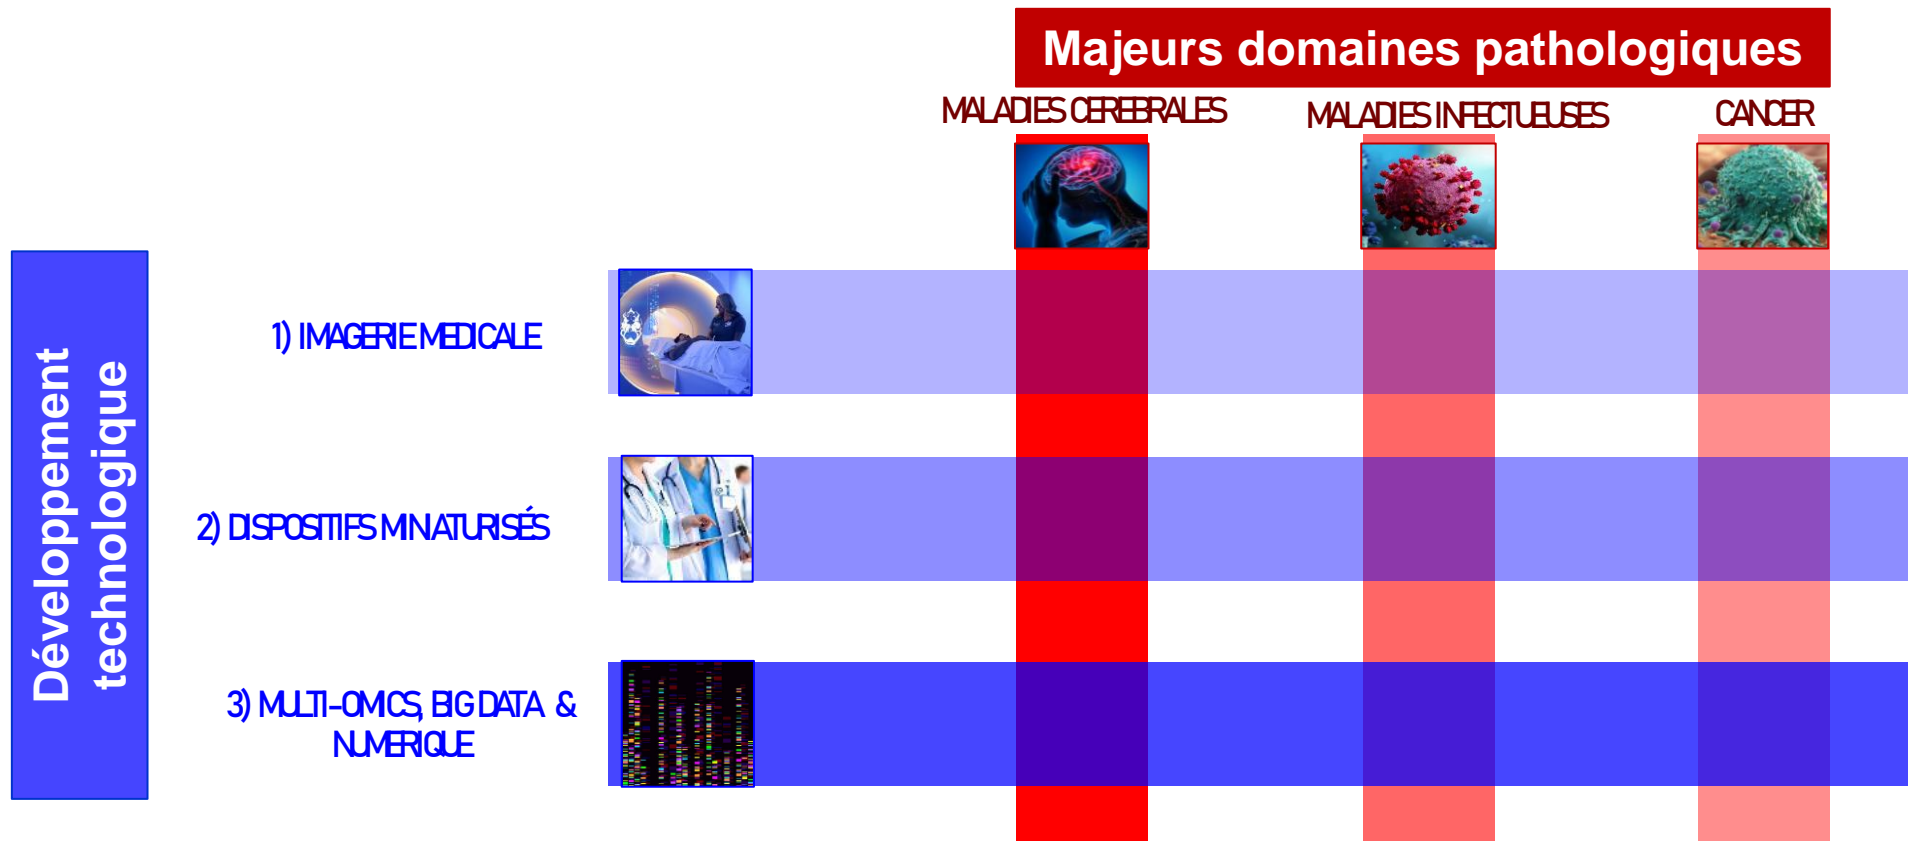 Majeurs domaines pathologiques
MALADIES CEREBRALES
MALADIES INFECTUEUSES
CANCER
Développement
technologique
1) IMAGERIE MEDICALE
2) DISPOSITIFS MINIATURISÉS
3) MULTI-OMICS, BIG DATA &
NUMERIQUE